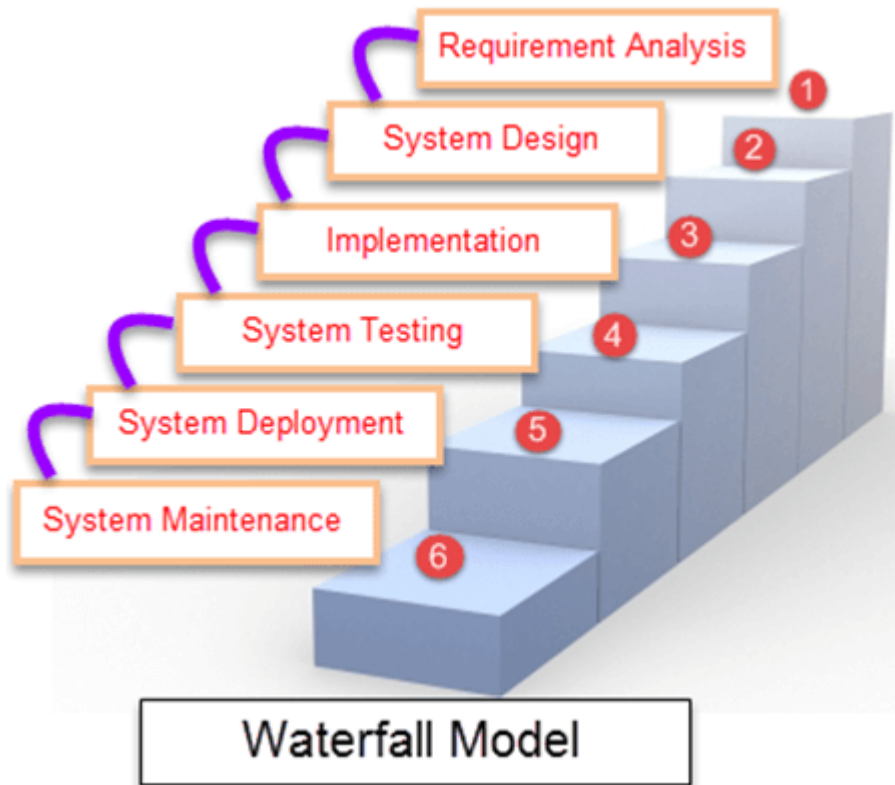 Requirement Analysis
1
System Design
2
Implementation
3
System Testing
4
System Deployment
5
System Maintenance
6
Waterfall Model